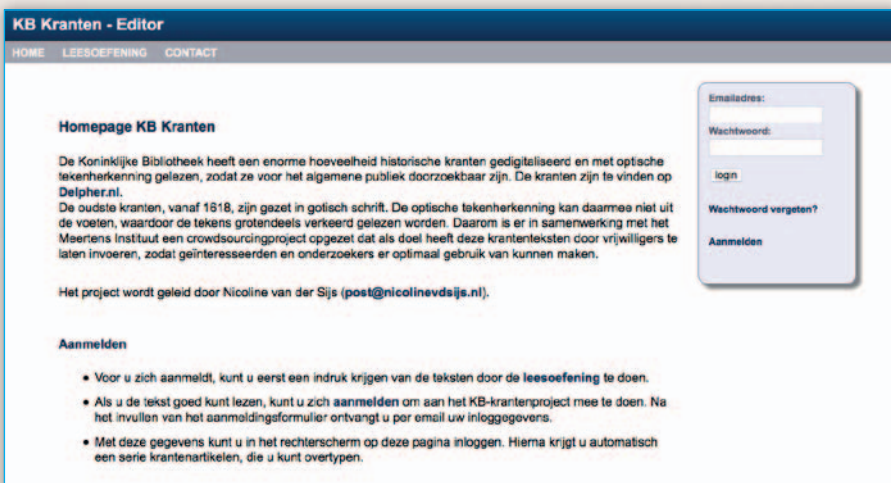 KB Kranten - Editor
HOME LEESOEFENING CONTACT
Homepage KB Kranten
De Koninklijke Bibliotheek heeft een enorme hoeveelheid historische kranten gedigitaliseerd en met optische
tekenherkenning gelezen, zodat ze voor het algemene publiek doorzoekbaar zijn. De kranten zijn te vinden op
Delpher.nl.
De oudste kranten, vanaf 1618, zijn gezet in gotisch schrift. De optische tekenherkenning kan daarmee niet uit
de voeten, waardoor de tekens grotendeels verkeerd gelezen worden. Daarom is er in samenwerking met het
Meertens Instituut een crowdsourcingproject opgezet dat als doel heeft deze krantenteksten door vrijwilligers te
laten invoeren, zodat geïnteresseerden en onderzoekers er optimaal gebruik van kunnen maken.
Het project wordt geleid door Nicoline van der Sijs (post@nicolinevdsijs.nl).
Aanmelden
• Voor u zich aanmeldt, kunt u eerst een indruk krijgen van de teksten door de leesoefening te doen.
• Als u de tekst goed kunt lezen, kunt u zich aanmelden om aan het KB-krantenproject mee te doen. Na
het invullen van het aanmeldingsformulier ontvangt u per email uw inloggegevens.
• Met deze gegevens kunt u in het rechterscherm op deze pagina inloggen. Hierna krijgt u automatisch
een serie krantenartikelen, die u kunt overtypen.
Emailadres:
Wachtwoord:
login
Wachtwoord vergeten?
Aanmelden